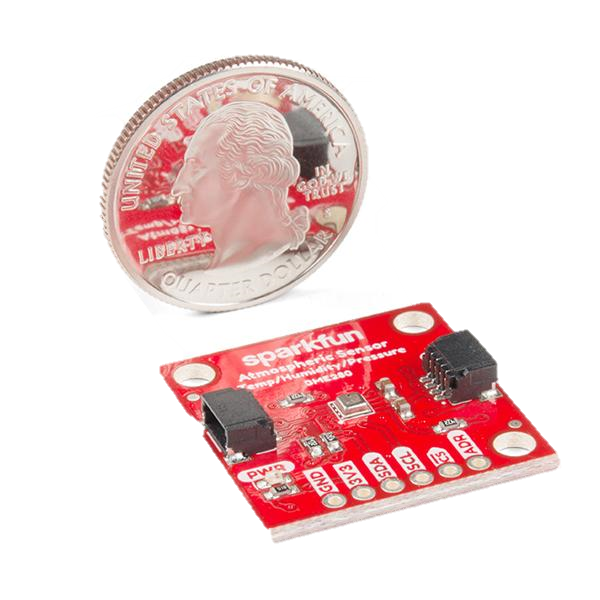 UNITED STATES OF AMERICA
IN
GOD WE
TRUST
LIBERTY
QUARTER DOLLAR
sparkfun
Atmospheric Sensor
Temp/Humidity/Pressure
BME280
PWR
GND
3V3
SDA
SCL
CS
ADR